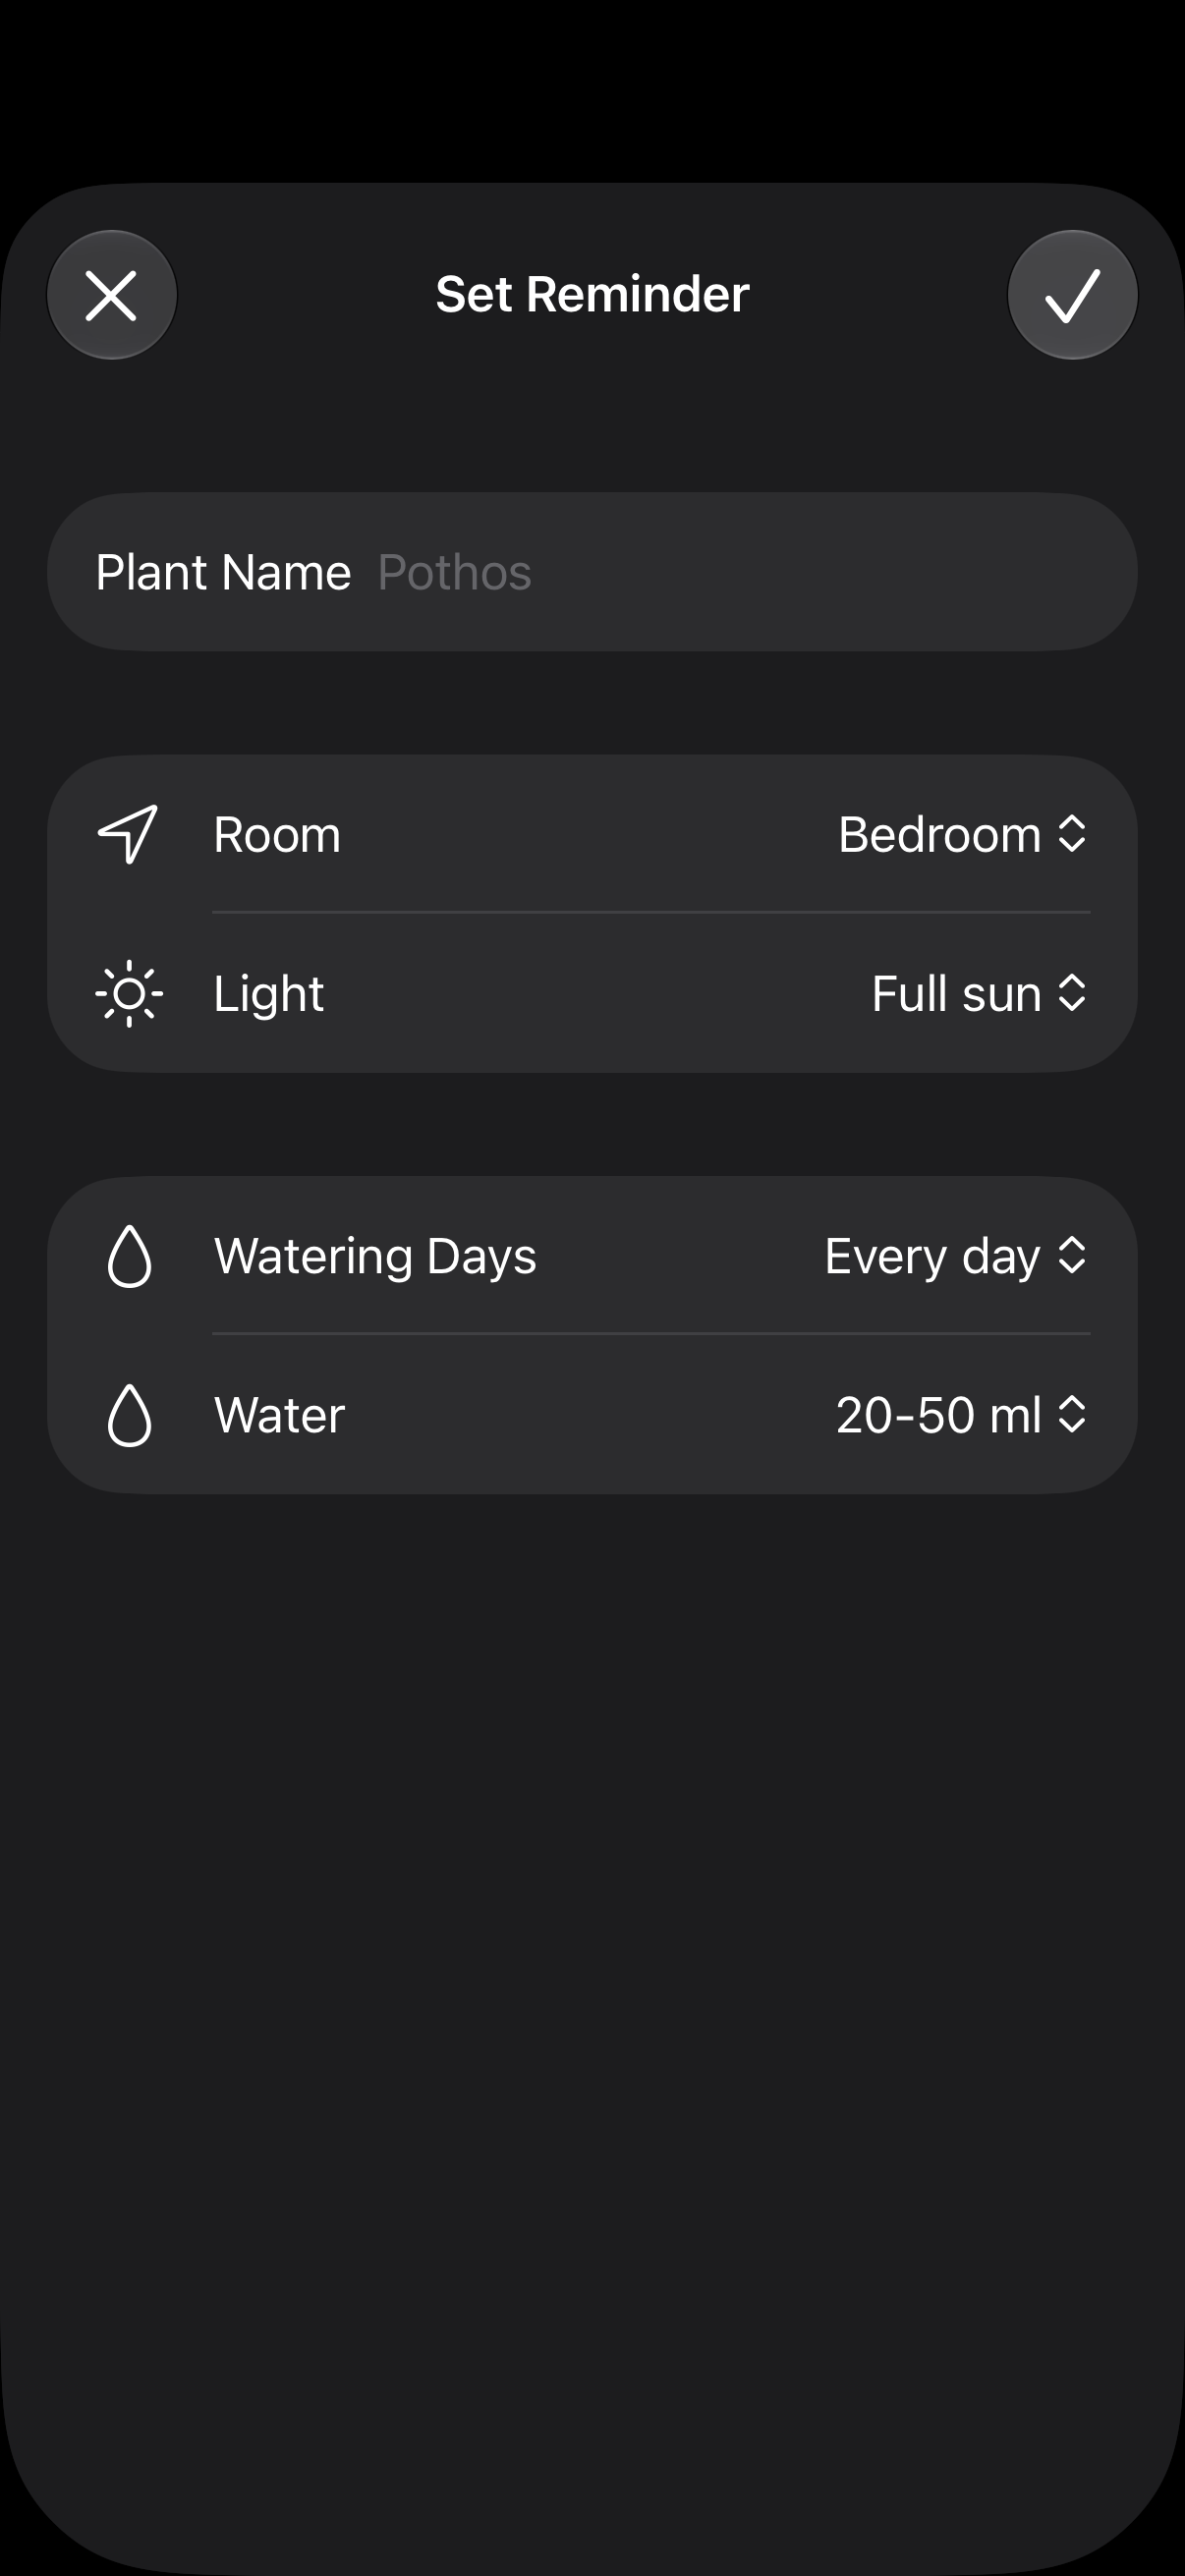 Set Reminder
Plant Name Pothos
Room Bedroom
Light Full sun
Watering Days Every day
Water 20-50 ml